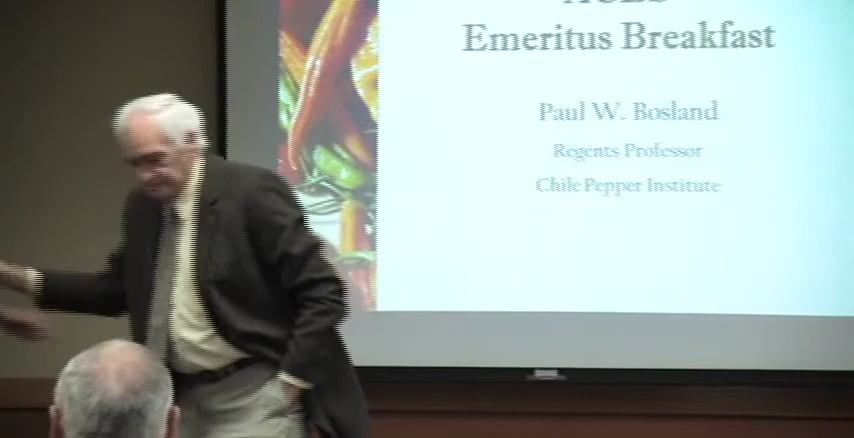 Emeritus Breakfast
Paul W. Bosland
Regents Professor
Chile Pepper Institute